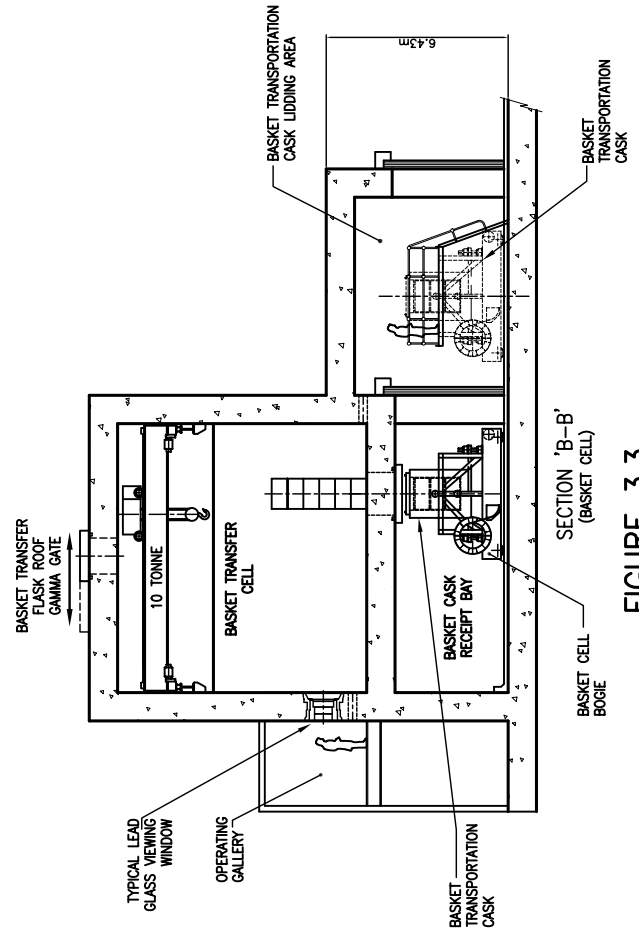 BASKET TRANSFER
FLASK ROOF
GAMMA GATE
TYPICAL LEAD
GLASS VIEWING
WINDOW
OPERATING
GALLERY
10 TONNE
BASKET TRANSFER
CELL
BASKET TRANSPORTATION
CASK LIDDING AREA
6.43m
BASKET CASK
RECEIPT BAY
BASKET
TRANSPORTATION
CASK
BASKET CELL
BOGIE
BASKET
TRANSPORTATION
CASK
SECTION 'B-B'
(BASKET CELL)
FIGURE 3.3